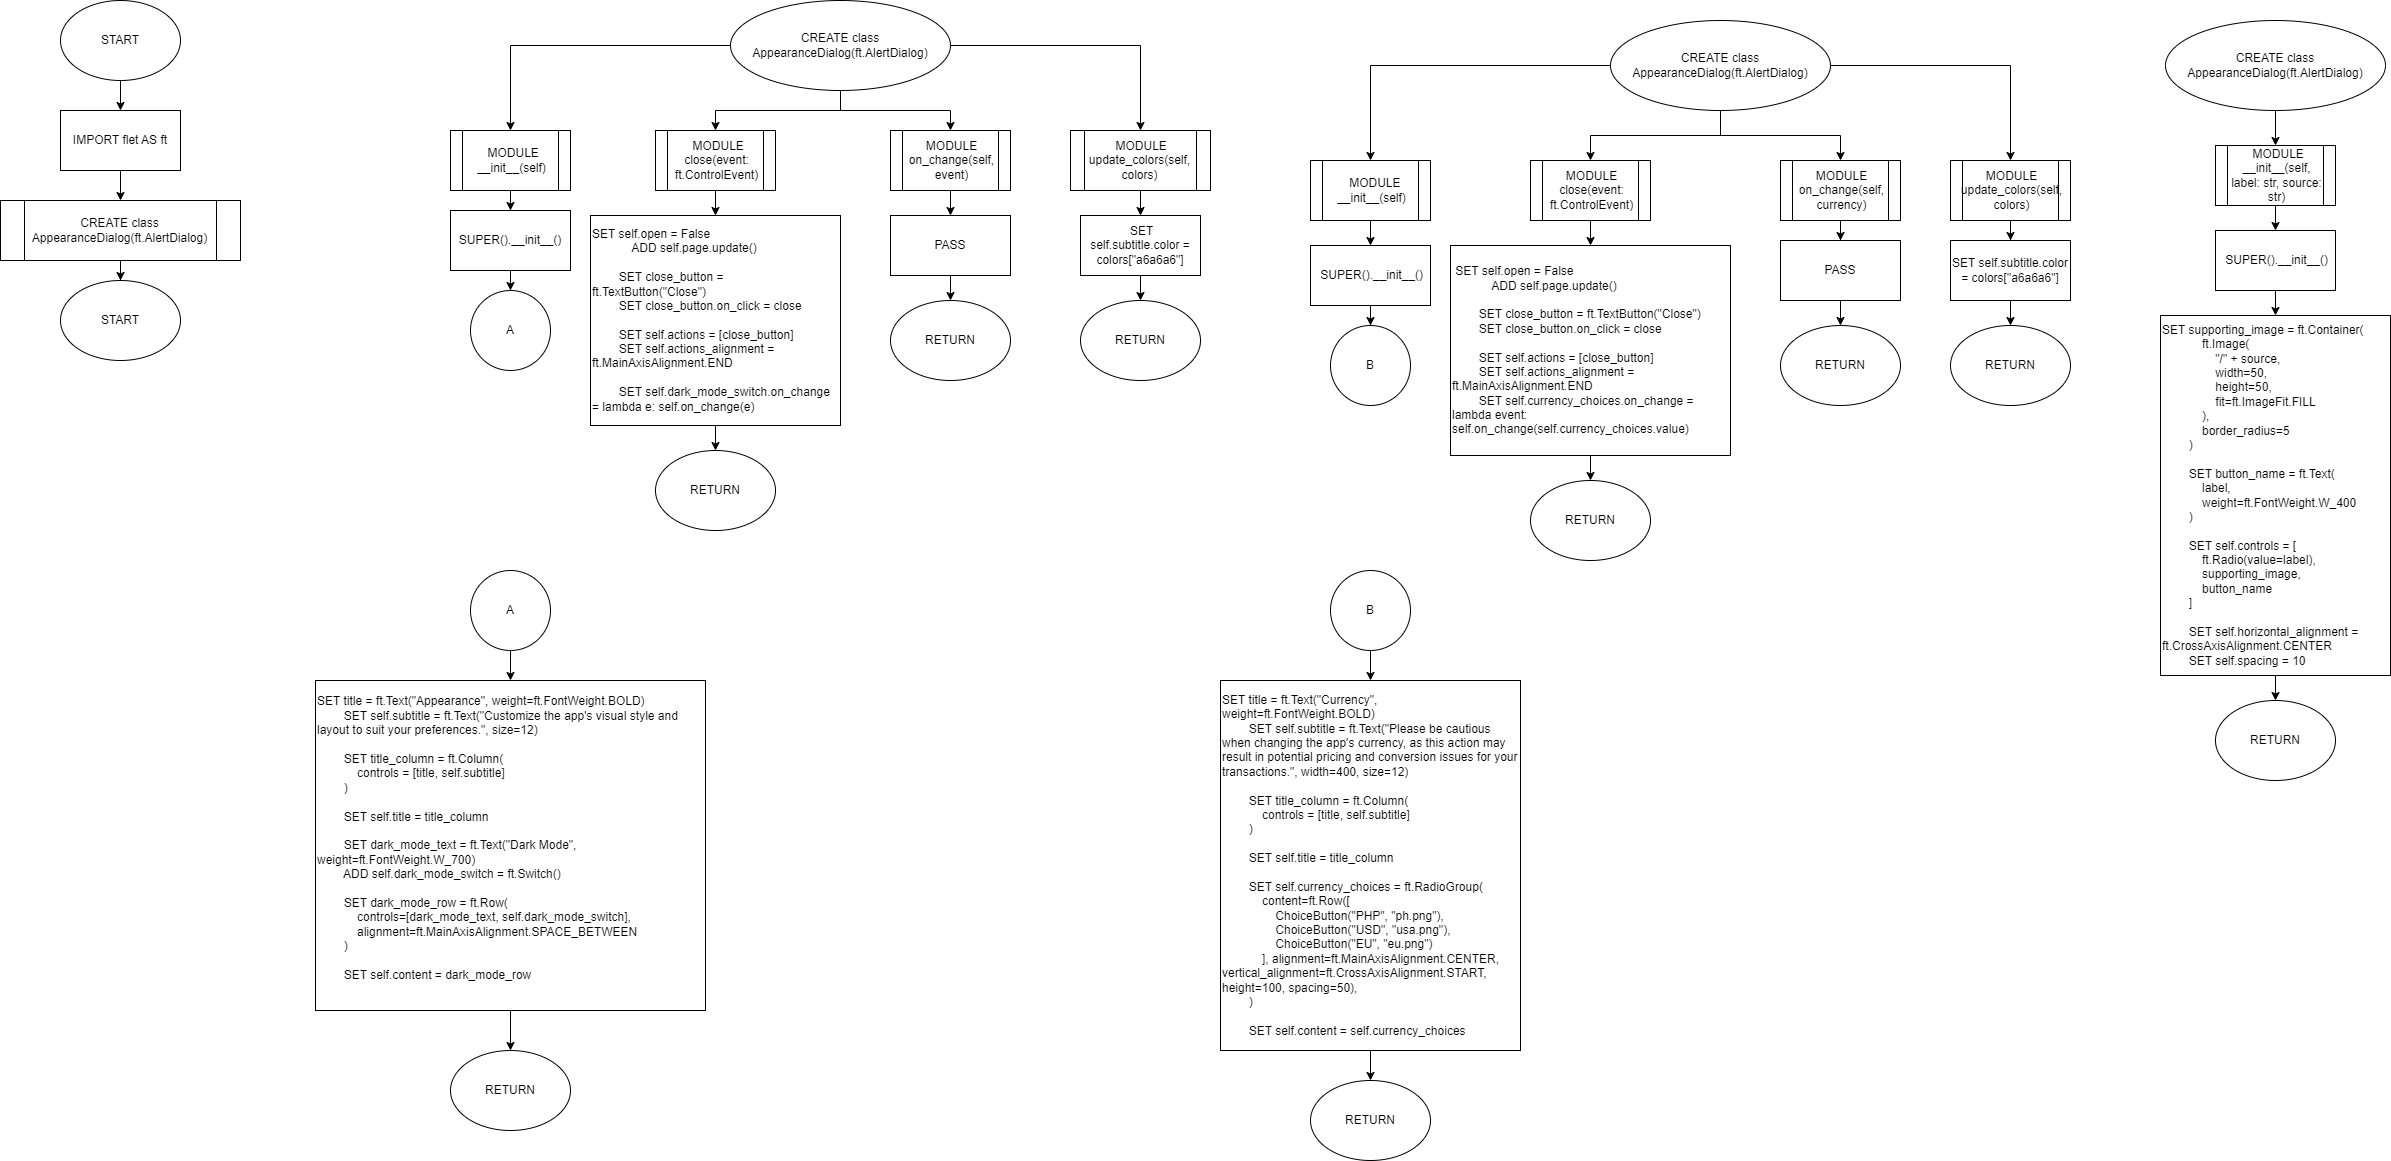 START
IMPORT flet AS ft
CREATE class
AppearanceDialog(ft.AlertDialog)
START
CREATE class
AppearanceDialog(ft.AlertDialog)
MODULE
__init__(self)
SUPER().__init__()
A
MODULE
close(event:
ft.ControlEvent)
SET self.open = False
ADD self.page.update()
SET close_button =
ft.TextButton("Close")
SET close_button.on_click = close
SET self.actions = [close_button]
SET self.actions_alignment =
ft.MainAxisAlignment.END
SET self.dark_mode_switch.on_change
= lambda e: self.on_change(e)
RETURN
MODULE
on_change(self,
event)
PASS
RETURN
MODULE
update_colors(self,
colors)
SET
self.subtitle.color =
colors["a6a6a6"]
RETURN
A
SET title = ft.Text("Appearance", weight=ft.FontWeight.BOLD)
SET self.subtitle = ft.Text("Customize the app's visual style and
layout to suit your preferences.", size=12)
SET title_column = ft.Column(
controls = [title, self.subtitle]
)
SET self.title = title_column
SET dark_mode_text = ft.Text("Dark Mode",
weight=ft.FontWeight.W_700)
ADD self.dark_mode_switch = ft.Switch()
SET dark_mode_row = ft.Row(
controls=[dark_mode_text, self.dark_mode_switch],
alignment=ft.MainAxisAlignment.SPACE_BETWEEN
)
SET self.content = dark_mode_row
RETURN
CREATE class
AppearanceDialog(ft.AlertDialog)
MODULE
__init__(self)
SUPER().__init__()
B
MODULE
close(event:
ft.ControlEvent)
SET self.open = False
ADD self.page.update()
SET close_button = ft.TextButton("Close")
SET close_button.on_click = close
SET self.actions = [close_button]
SET self.actions_alignment =
ft.MainAxisAlignment.END
SET self.currency_choices.on_change =
lambda event:
self.on_change(self.currency_choices.value)
RETURN
MODULE
on_change(self,
currency)
PASS
RETURN
MODULE
update_colors(self,
colors)
SET self.subtitle.color
= colors["a6a6a6"]
RETURN
B
SET title = ft.Text("Currency",
weight=ft.FontWeight.BOLD)
SET self.subtitle = ft.Text("Please be cautious
when changing the app's currency, as this action may
result in potential pricing and conversion issues for your
transactions.", width=400, size=12)
SET title_column = ft.Column(
controls = [title, self.subtitle]
)
SET self.title = title_column
SET self.currency_choices = ft.RadioGroup(
content=ft.Row([
ChoiceButton("PHP", "ph.png"),
ChoiceButton("USD", "usa.png"),
ChoiceButton("EU", "eu.png")
], alignment=ft.MainAxisAlignment.CENTER,
vertical_alignment=ft.CrossAxisAlignment.START,
height=100, spacing=50),
)
SET self.content = self.currency_choices
RETURN
CREATE class
AppearanceDialog(ft.AlertDialog)
MODULE
__init__(self,
label: str, source:
str)
SUPER().__init__()
SET supporting_image = ft.Container(
ft.Image(
"/" + source,
width=50,
height=50,
fit=ft.ImageFit.FILL
),
border_radius=5
)
SET button_name = ft.Text(
label,
weight=ft.FontWeight.W_400
)
SET self.controls = [
ft.Radio(value=label),
supporting_image,
button_name
]
SET self.horizontal_alignment =
ft.CrossAxisAlignment.CENTER
SET self.spacing = 10
RETURN